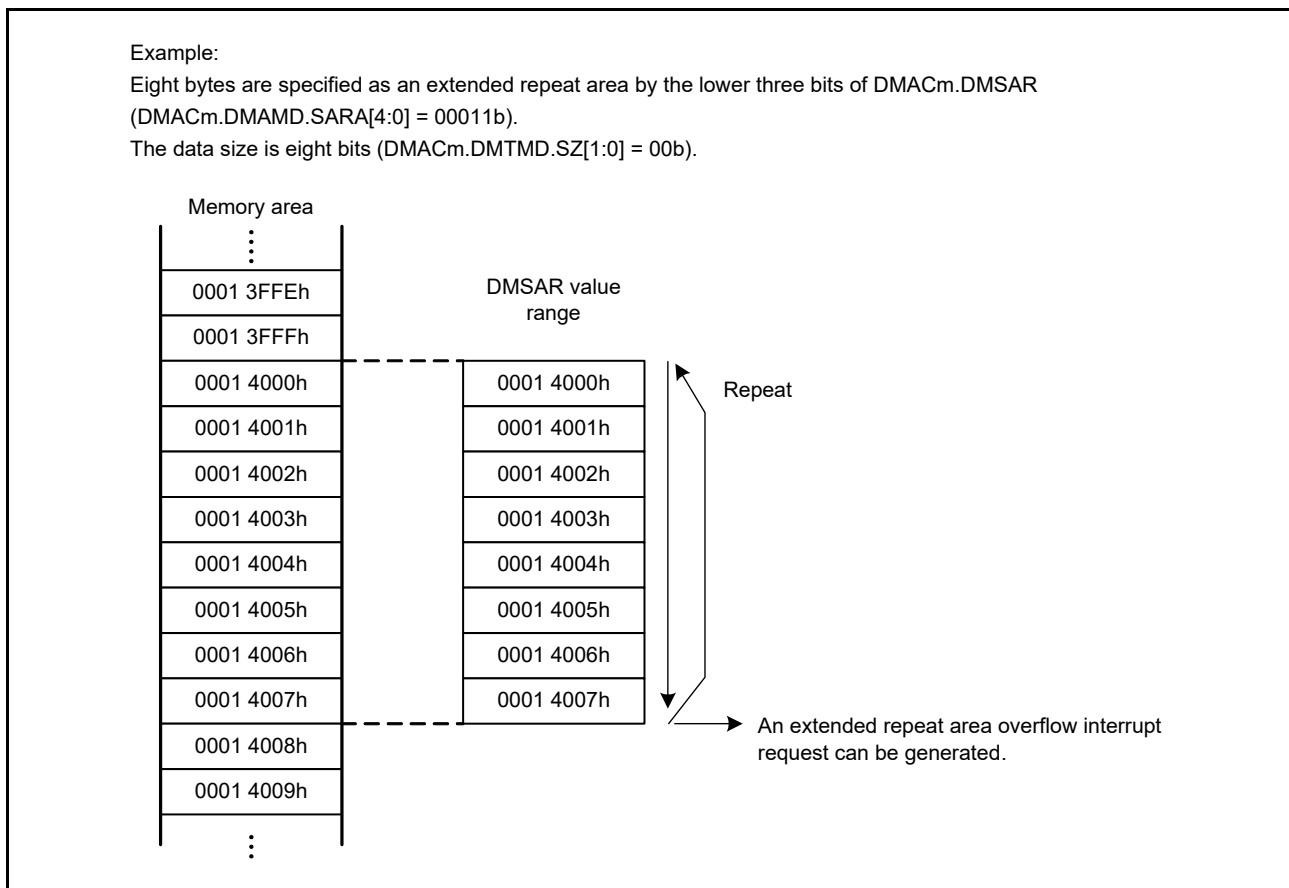 Example:
Eight bytes are specified as an extended repeat area by the lower three bits of DMACm.DMSAR
(DMACm.DMAMD.SARA[4:0] = 00011b).
The data size is eight bits (DMACm.DMTMD.SZ[1:0] = 00b).
Memory area
0001 3FFEh
0001 3FFFh
0001 4000h
0001 4001h
0001 4002h
0001 4003h
0001 4004h
0001 4005h
0001 4006h
0001 4007h
0001 4008h
0001 4009h
DMSAR value
range
0001 4000h
0001 4001h
0001 4002h
0001 4003h
0001 4004h
0001 4005h
0001 4006h
0001 4007h
Repeat
An extended repeat area overflow interrupt
request can be generated.